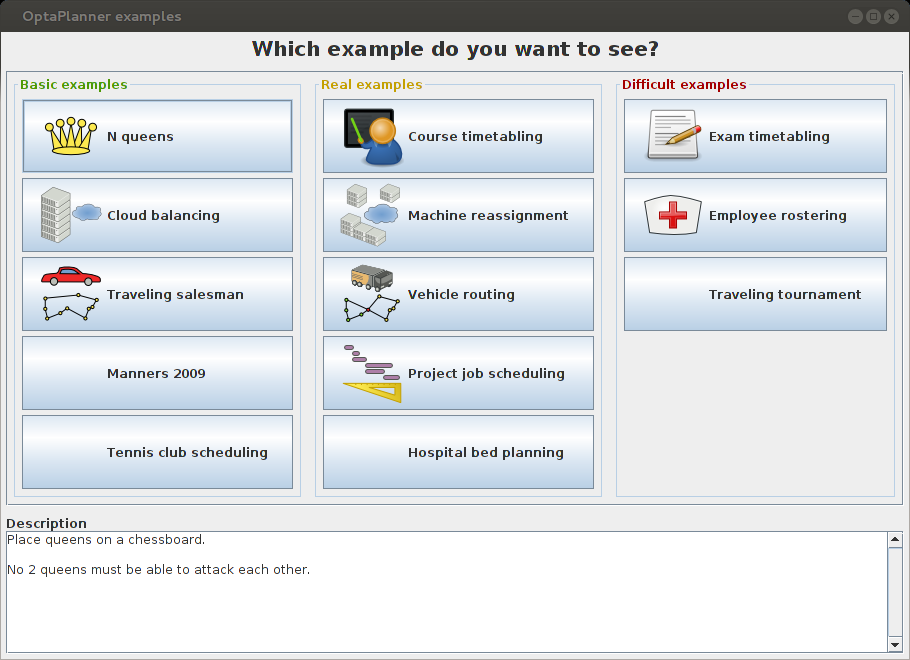 OptaPlanner examples
Which example do you want to see?
Basic examples
N queens
Cloud balancing
Traveling salesman
Manners 2009
Tennis club scheduling
Real examples
Course timetabling
Machine reassignment
Vehicle routing
Project job scheduling
Hospital bed planning
Difficult examples
Exam timetabling
Employee rostering
Traveling tournament
Description
Place queens on a chessboard.
No 2 queens must be able to attack each other.